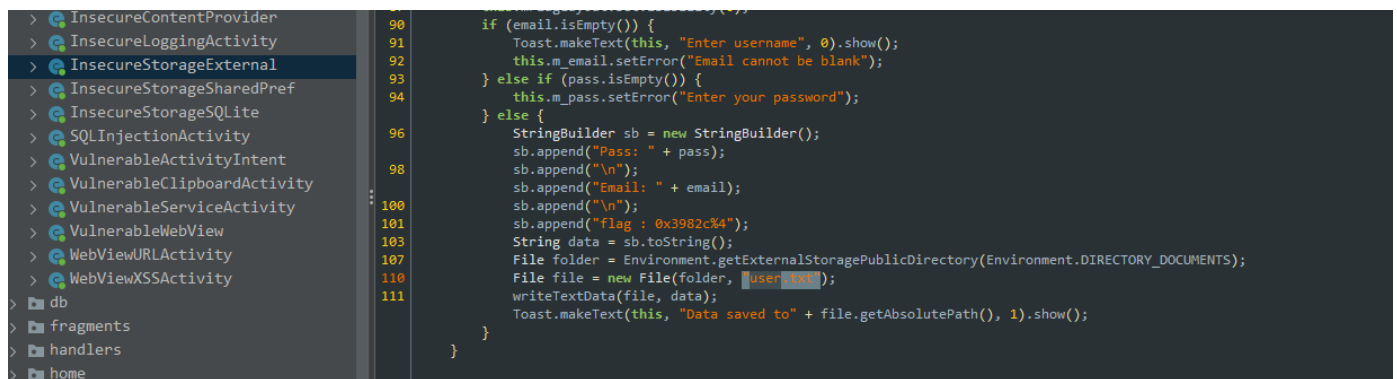 InsecureContentProvider
InsecureLoggingActivity
InsecureStorageExternal
InsecureStorageSharedPref
InsecureStorageSQLite
SQLInjectionActivity
VulnerableActivityIntent
VulnerableClipboardActivity
VulnerableServiceActivity
VulnerableWebView
WebViewURLActivity
WebViewXSSActivity
db
fragments
handlers
home
90 if (email.isEmpty()) {
91 Toast.makeText(this, "Enter username", 0).show();
92 this.m_email.setError("Email cannot be blank");
93 } else if (pass.isEmpty()) {
94 this.m_pass.setError("Enter your password");
} else {
96 StringBuilder sb = new StringBuilder();
sb.append("Pass: " + pass);
98 sb.append("\n");
sb.append("Email: " + email);
100 sb.append("\n");
101 sb.append("flag : 0x3982c%4");
103 String data = sb.toString();
107 File folder = Environment.getExternalStoragePublicDirectory(Environment.DIRECTORY_DOCUMENTS);
110 File file = new File(folder, "user.txt");
111 writeTextData(file, data);
Toast.makeText(this, "Data saved to" + file.getAbsolutePath(), 1).show();
}
}